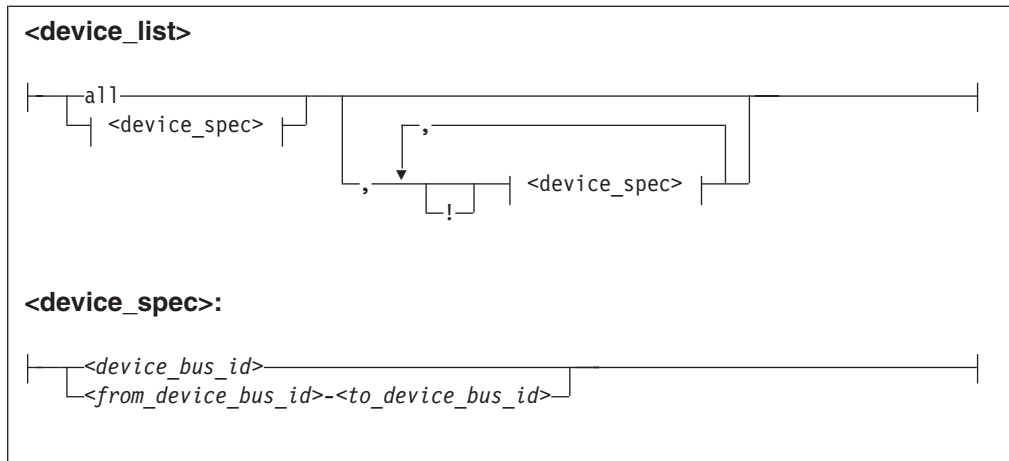 <device_list>
all
<device_spec>
,
, ! <device_spec>
<device_spec>:
<device_bus_id>
<from_device_bus_id>-<to_device_bus_id>